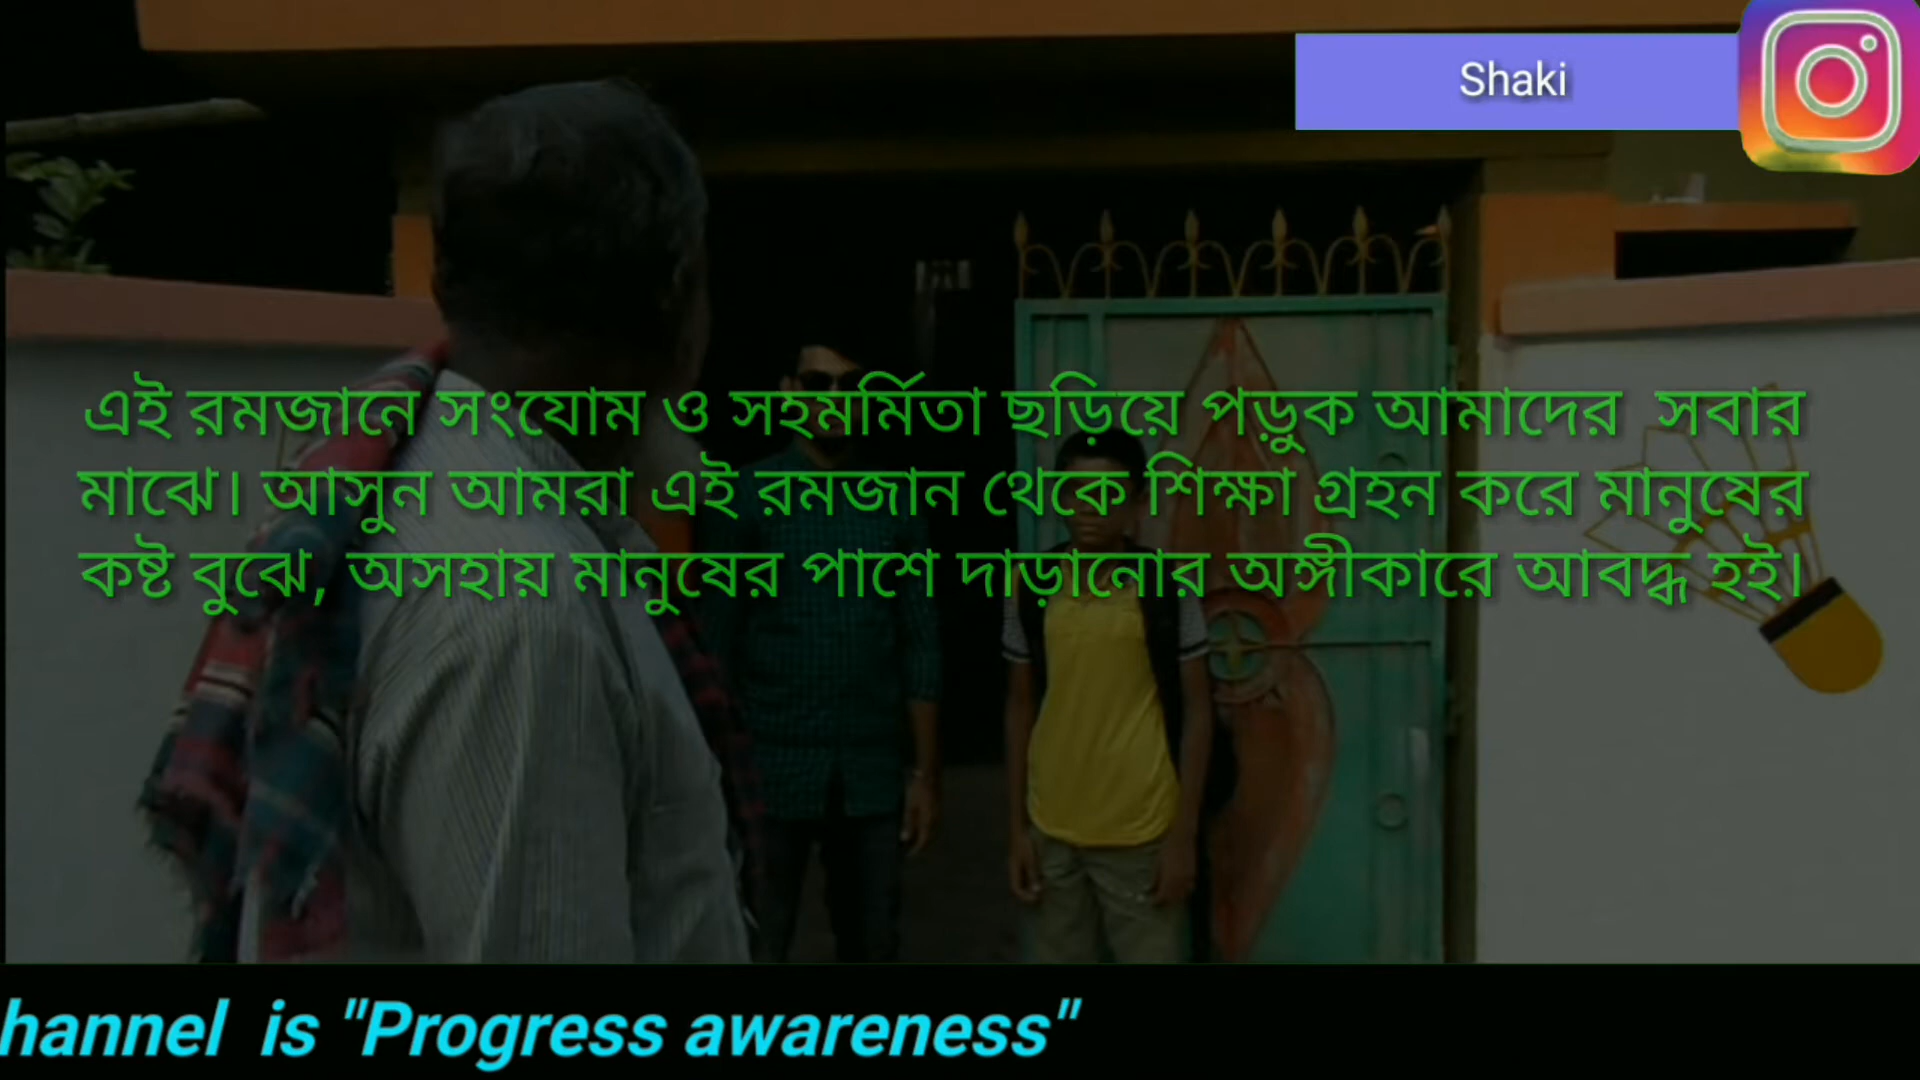 Shaki
এই রমজানে সংযোম ও সহমর্মিতা ছড়িয়ে পড়ুক আমাদের সবার
মাঝে। আসুন আমরা এই রমজান থেকে শিক্ষা গ্রহন করে মানুষের
কষ্ট বুঝে, অসহায় মানুষের পাশে দাড়ানোর অঙ্গীকারে আবদ্ধ হই।
hannel is "Progress awareness"